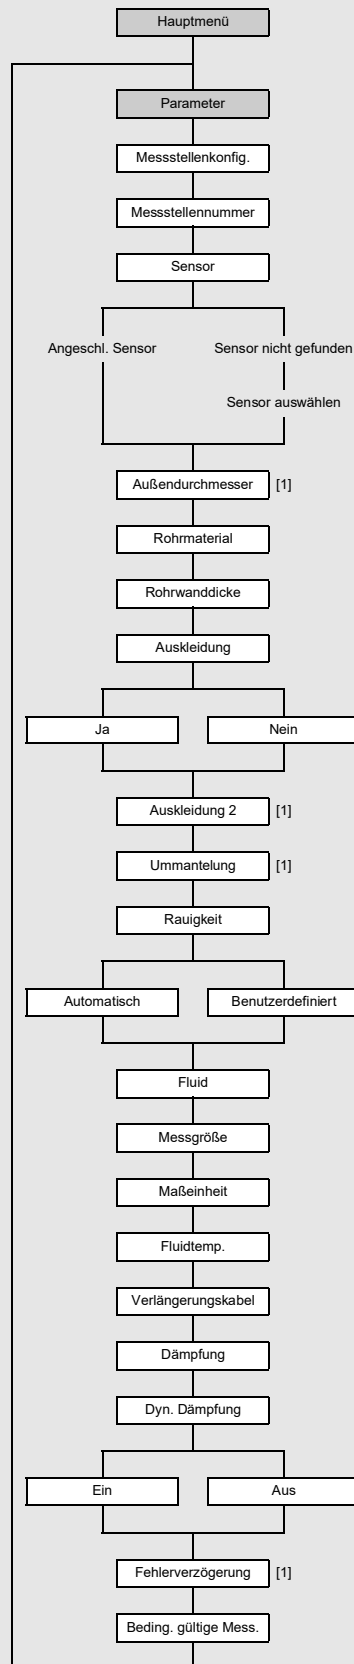 Hauptmenü
Parameter
Messstellenkonfig.
Messstellennummer
Sensor
Angeschl. Sensor
Sensor nicht gefunden
Sensor auswählen
Außendurchmesser [1]
Rohrmaterial
Rohrwanddicke
Auskleidung
Ja
Nein
Auskleidung 2 [1]
Ummantelung [1]
Rauigkeit
Automatisch
Benutzerdefiniert
Fluid
Messgröße
Maßeinheit
Fluidtemp.
Verlängerungskabel
Dämpfung
Dyn. Dämpfung
Ein
Aus
Fehlerverzögerung [1]
Beding. gültige Mess.